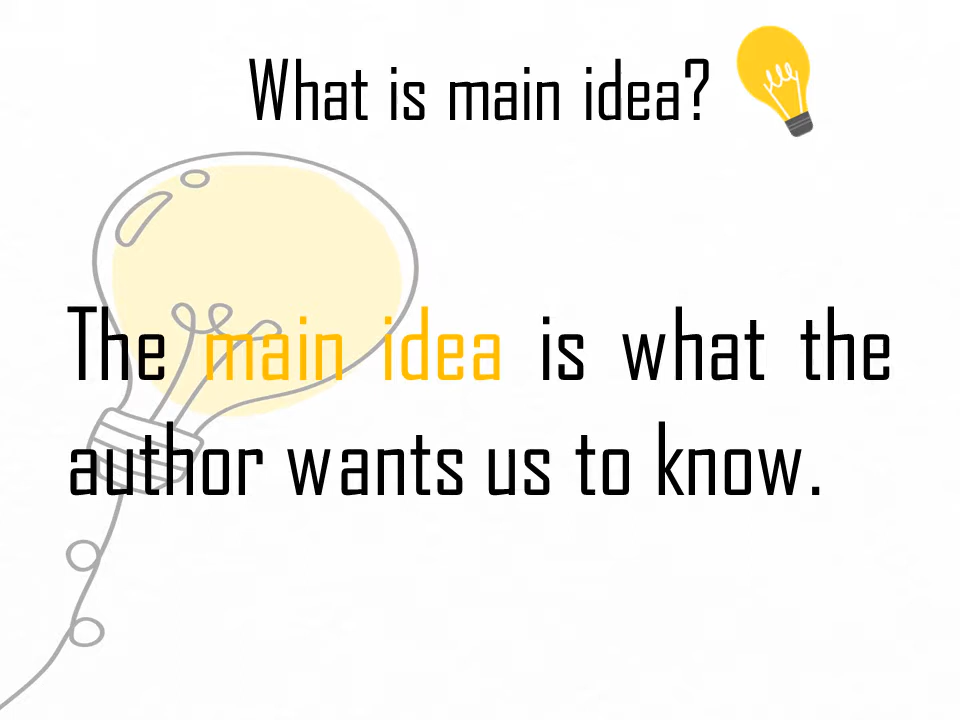 What is main idea?
The main idea is what the
author wants us to know.